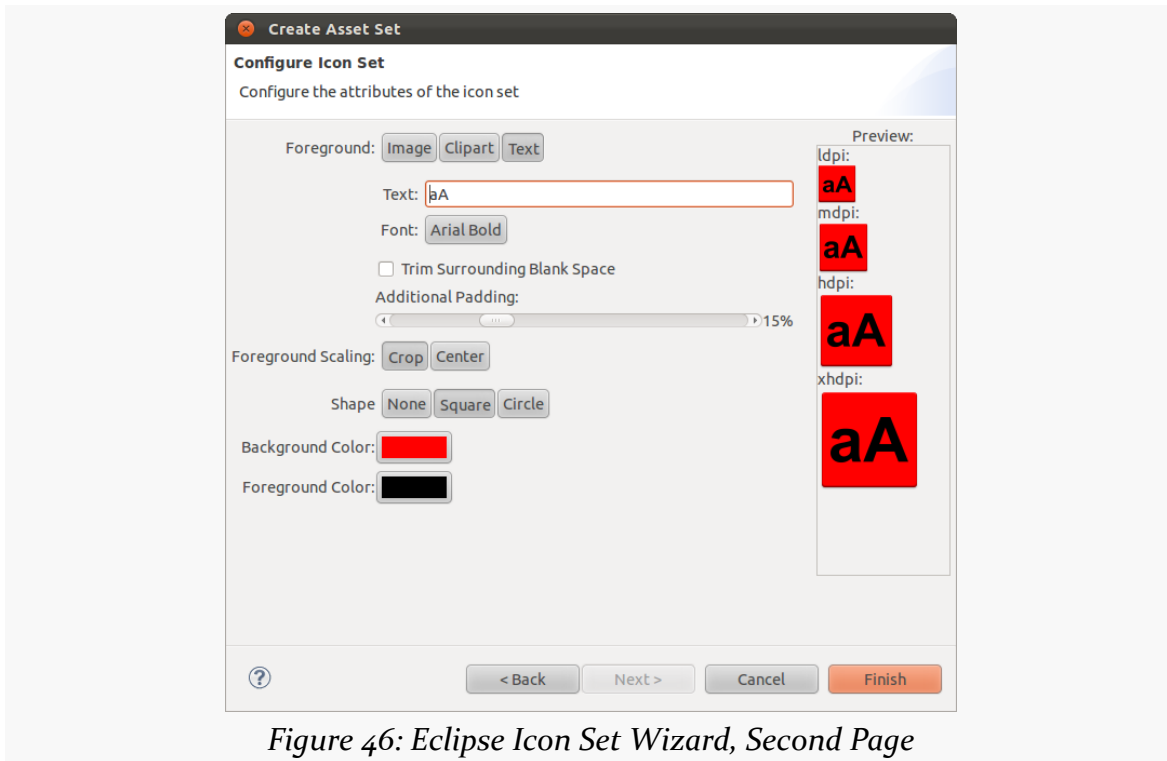 Create Asset Set
Configure Icon Set
Configure the attributes of the icon set
Foreground: Image Clipart Text
Text: aA
Font: Arial Bold
Trim Surrounding Blank Space
Additional Padding:
15%
Foreground Scaling: Crop Center
Shape None Square Circle
Background Color:
Foreground Color:
Preview:
ldpi:
aA
mdpi:
aA
hdpi:
aA
xhdpi:
aA
?
< Back Next > Cancel Finish
Figure 46: Eclipse Icon Set Wizard, Second Page